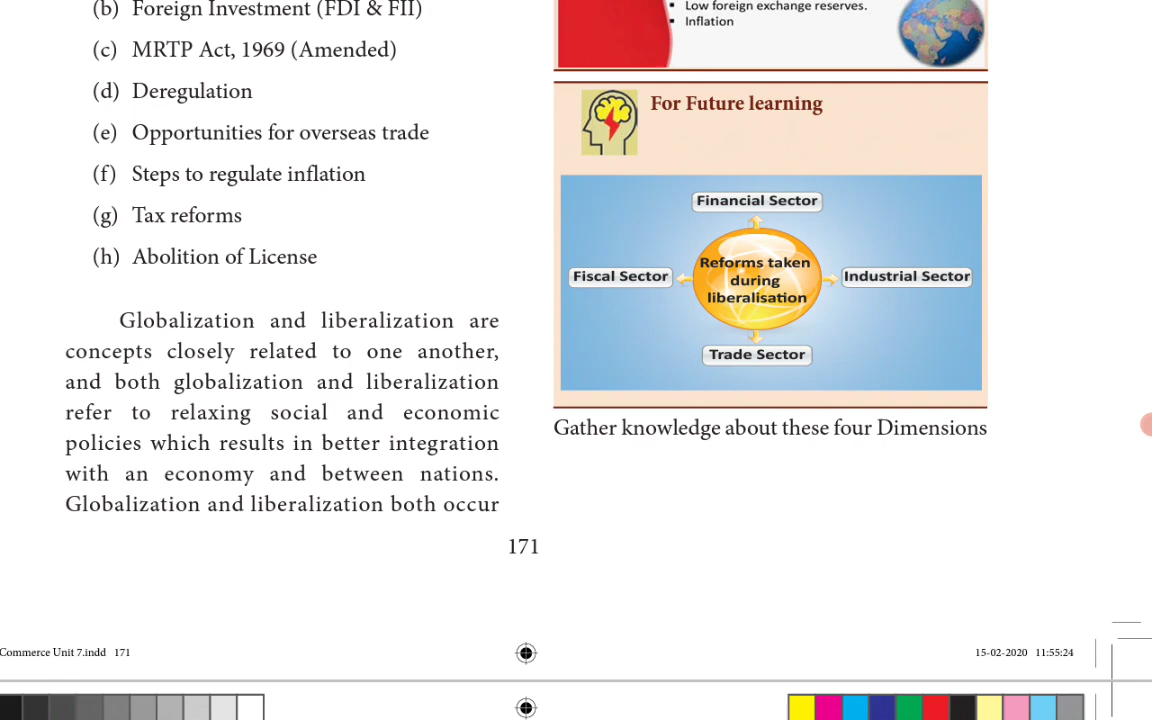 (b) Foreign Investment (FDI & FII)
(c) MRTP Act, 1969 (Amended)
(d) Deregulation
(e) Opportunities for overseas trade
(f) Steps to regulate inflation
(g) Tax reforms
(h) Abolition of License
Globalization and liberalization are
concepts closely related to one another,
and both globalization and liberalization
refer to relaxing social and economic
policies which results in better integration
with an economy and between nations.
Globalization and liberalization both occur
▪ Low foreign exchange reserves.
▪ Inflation
For Future learning
Financial Sector
Fiscal Sector
Reforms taken
during
liberalisation
Industrial Sector
Trade Sector
Gather knowledge about these four Dimensions
171
Commerce Unit 7.indd 171
15-02-2020 11:55:24